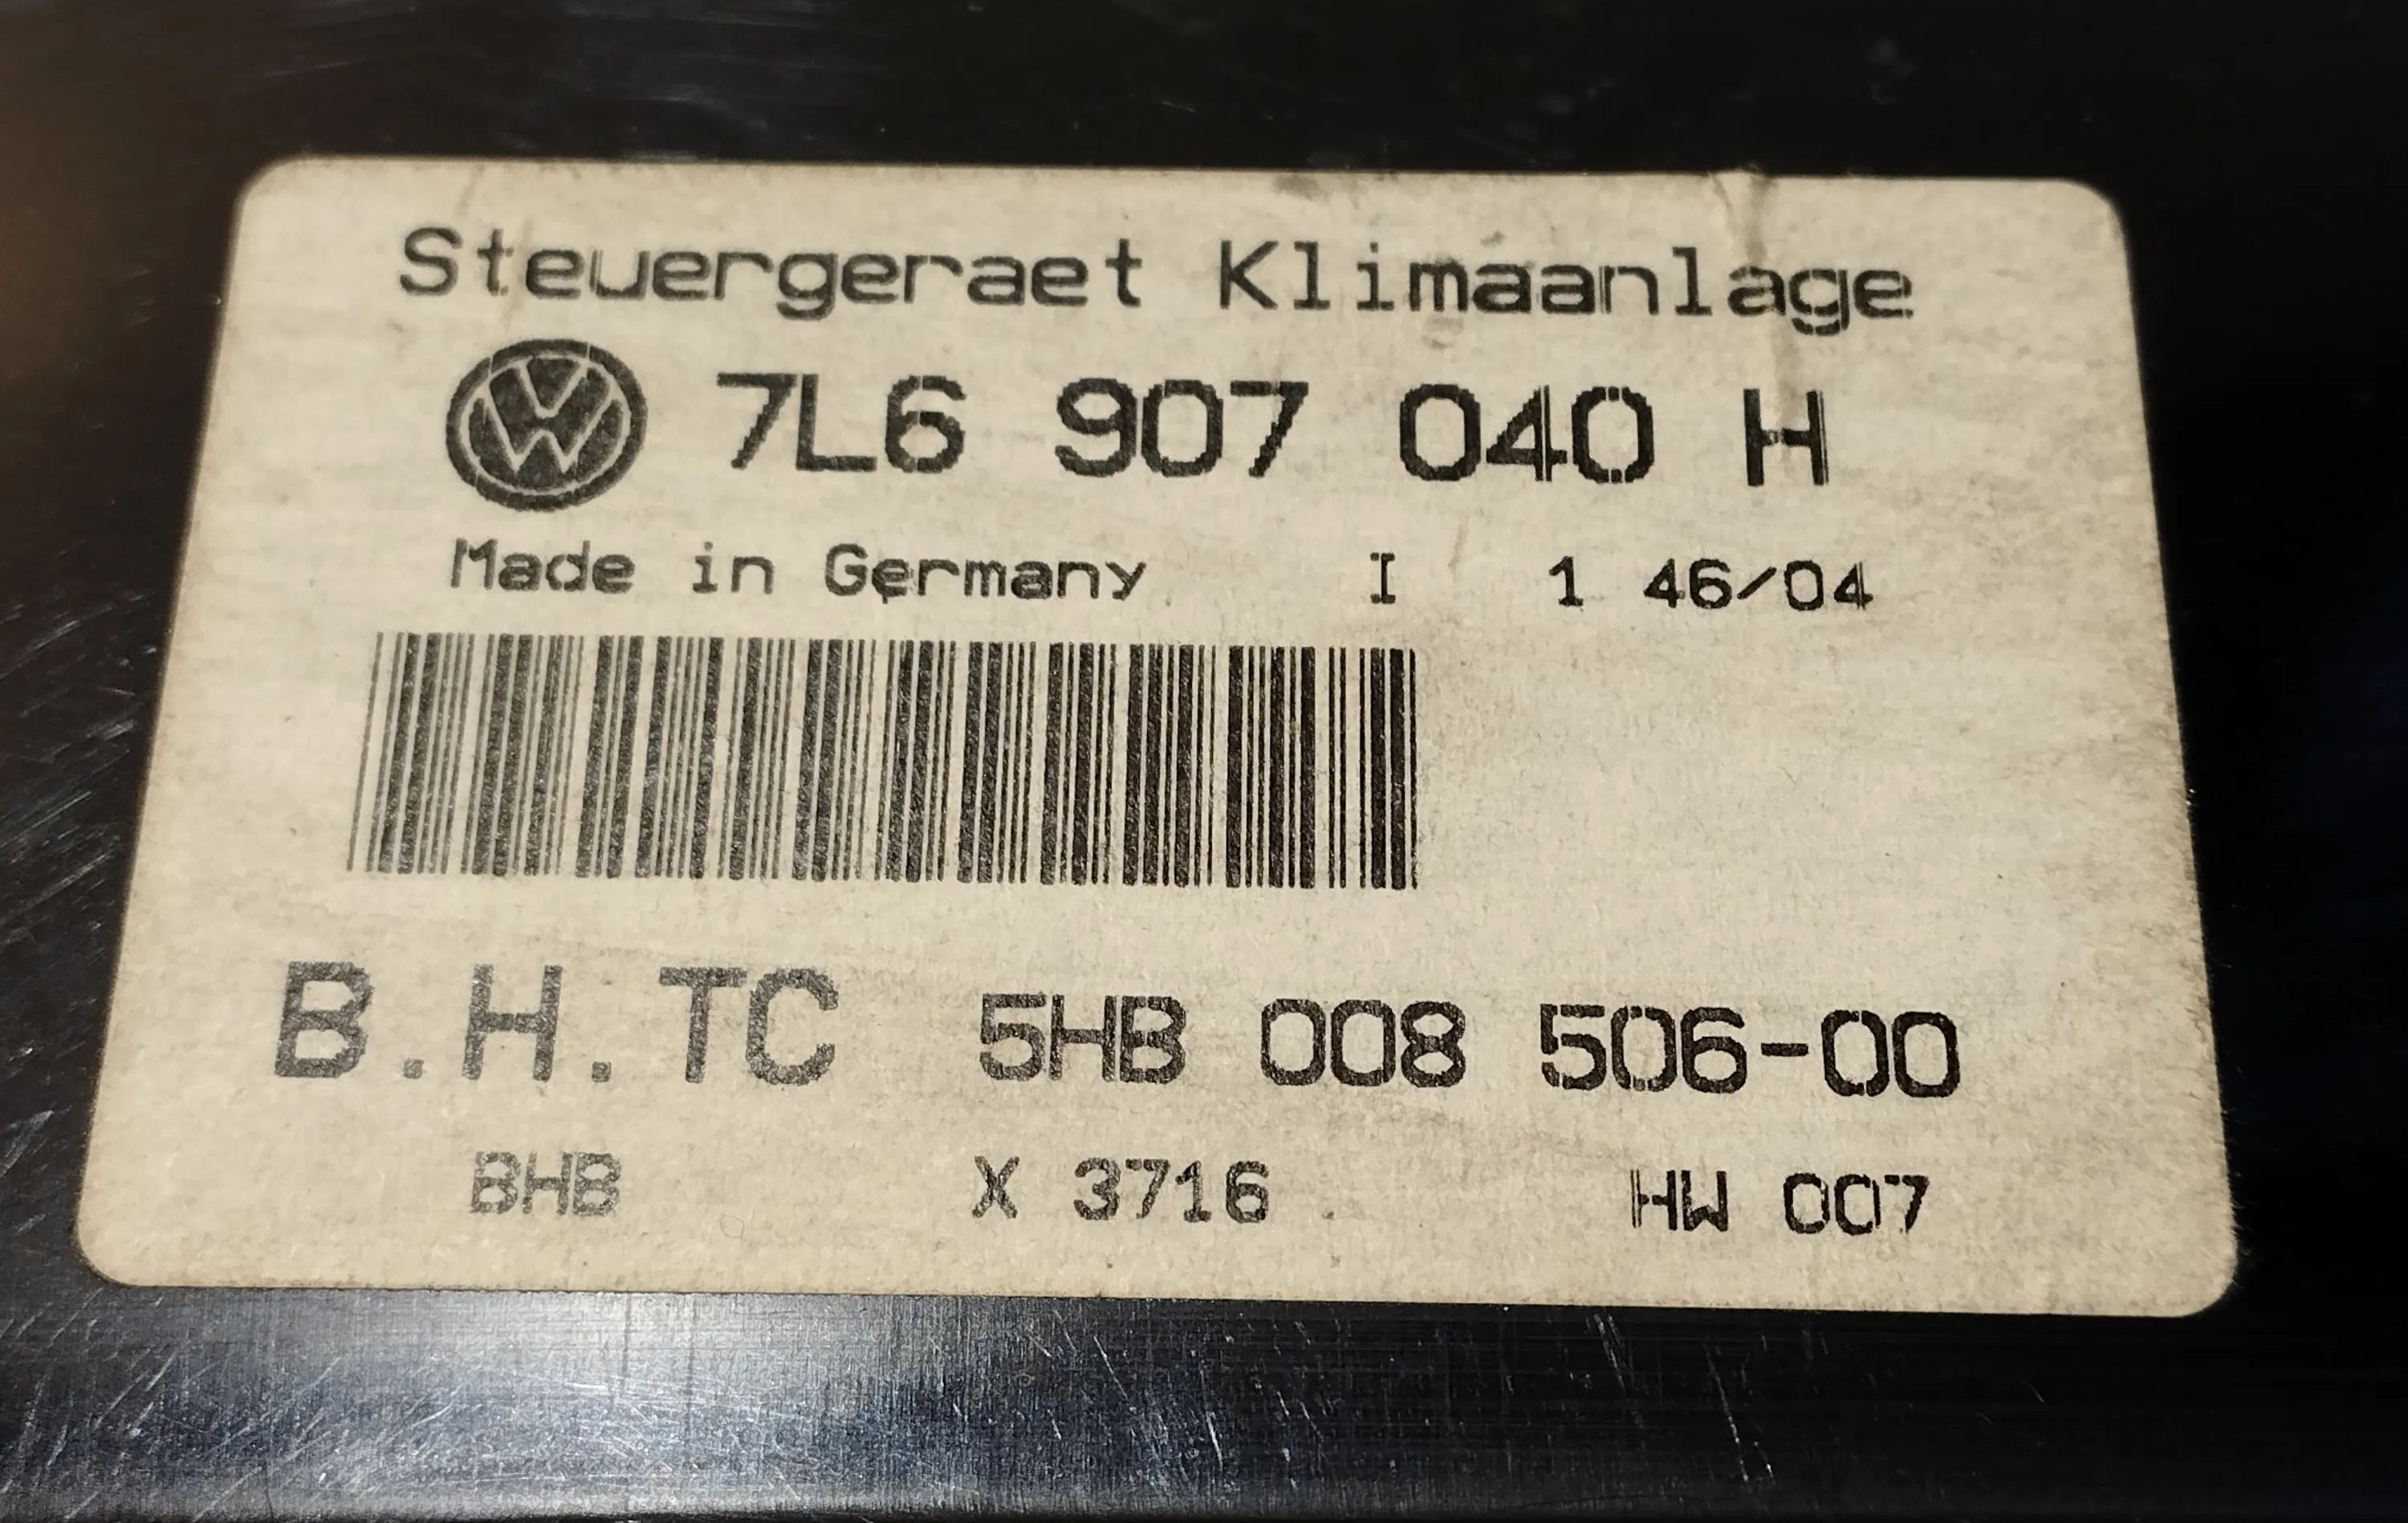 Steuergeraet Klimaanlage
VW 7L6 907 040 H
Made in Germany I 1 46/04
B.H.TC 5HB 008 506-00
BHB X 3716 HW 007